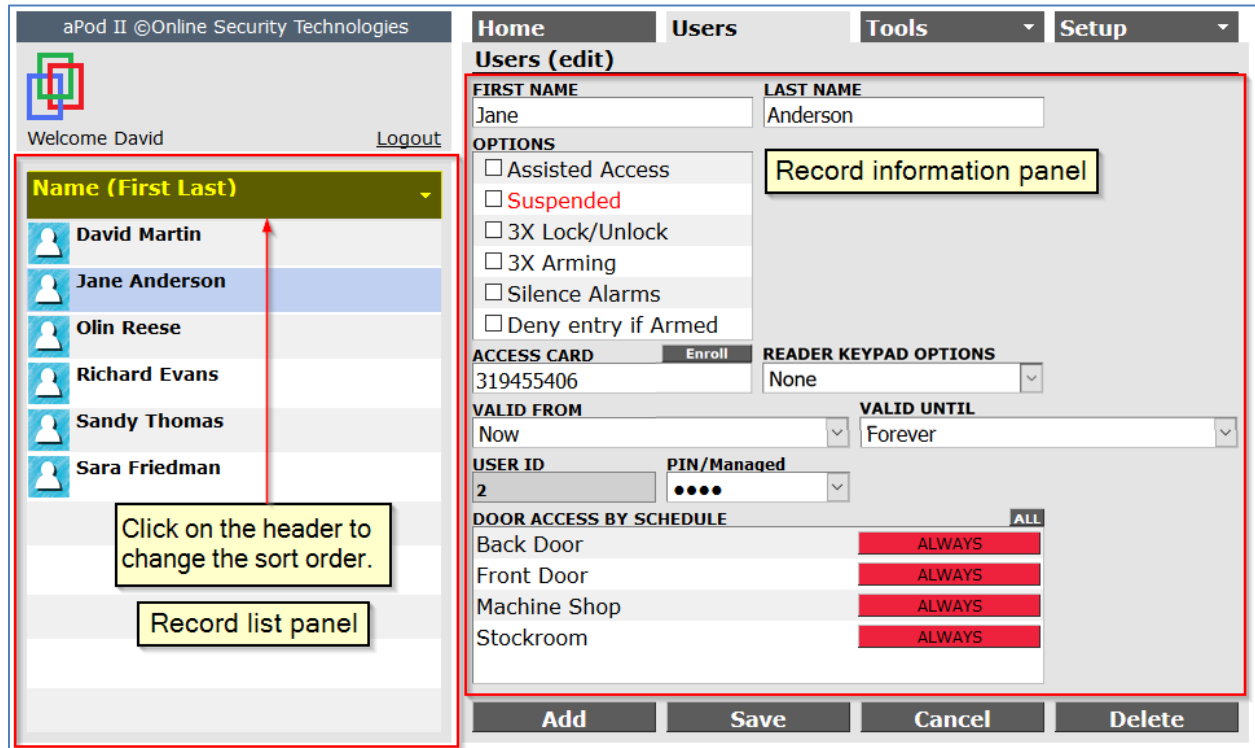 aPod II ©Online Security Technologies
Welcome David Logout
Name (First Last)
David Martin
Jane Anderson
Olin Reese
Richard Evans
Sandy Thomas
Sara Friedman
Click on the header to
change the sort order.
Record list panel
Home Users Tools Setup
Users (edit)
FIRST NAME LAST NAME
Jane Anderson
OPTIONS
Assisted Access
Record information panel
Suspended
3X Lock/Unlock
3X Arming
Silence Alarms
Deny entry if Armed
ACCESS CARD Enroll READER KEYPAD OPTIONS
319455406 None
VALID FROM VALID UNTIL
Now Forever
USER ID PIN/Managed
2 ●●●●
DOOR ACCESS BY SCHEDULE ALL
Back Door ALWAYS
Front Door ALWAYS
Machine Shop ALWAYS
Stockroom ALWAYS
Add Save Cancel Delete